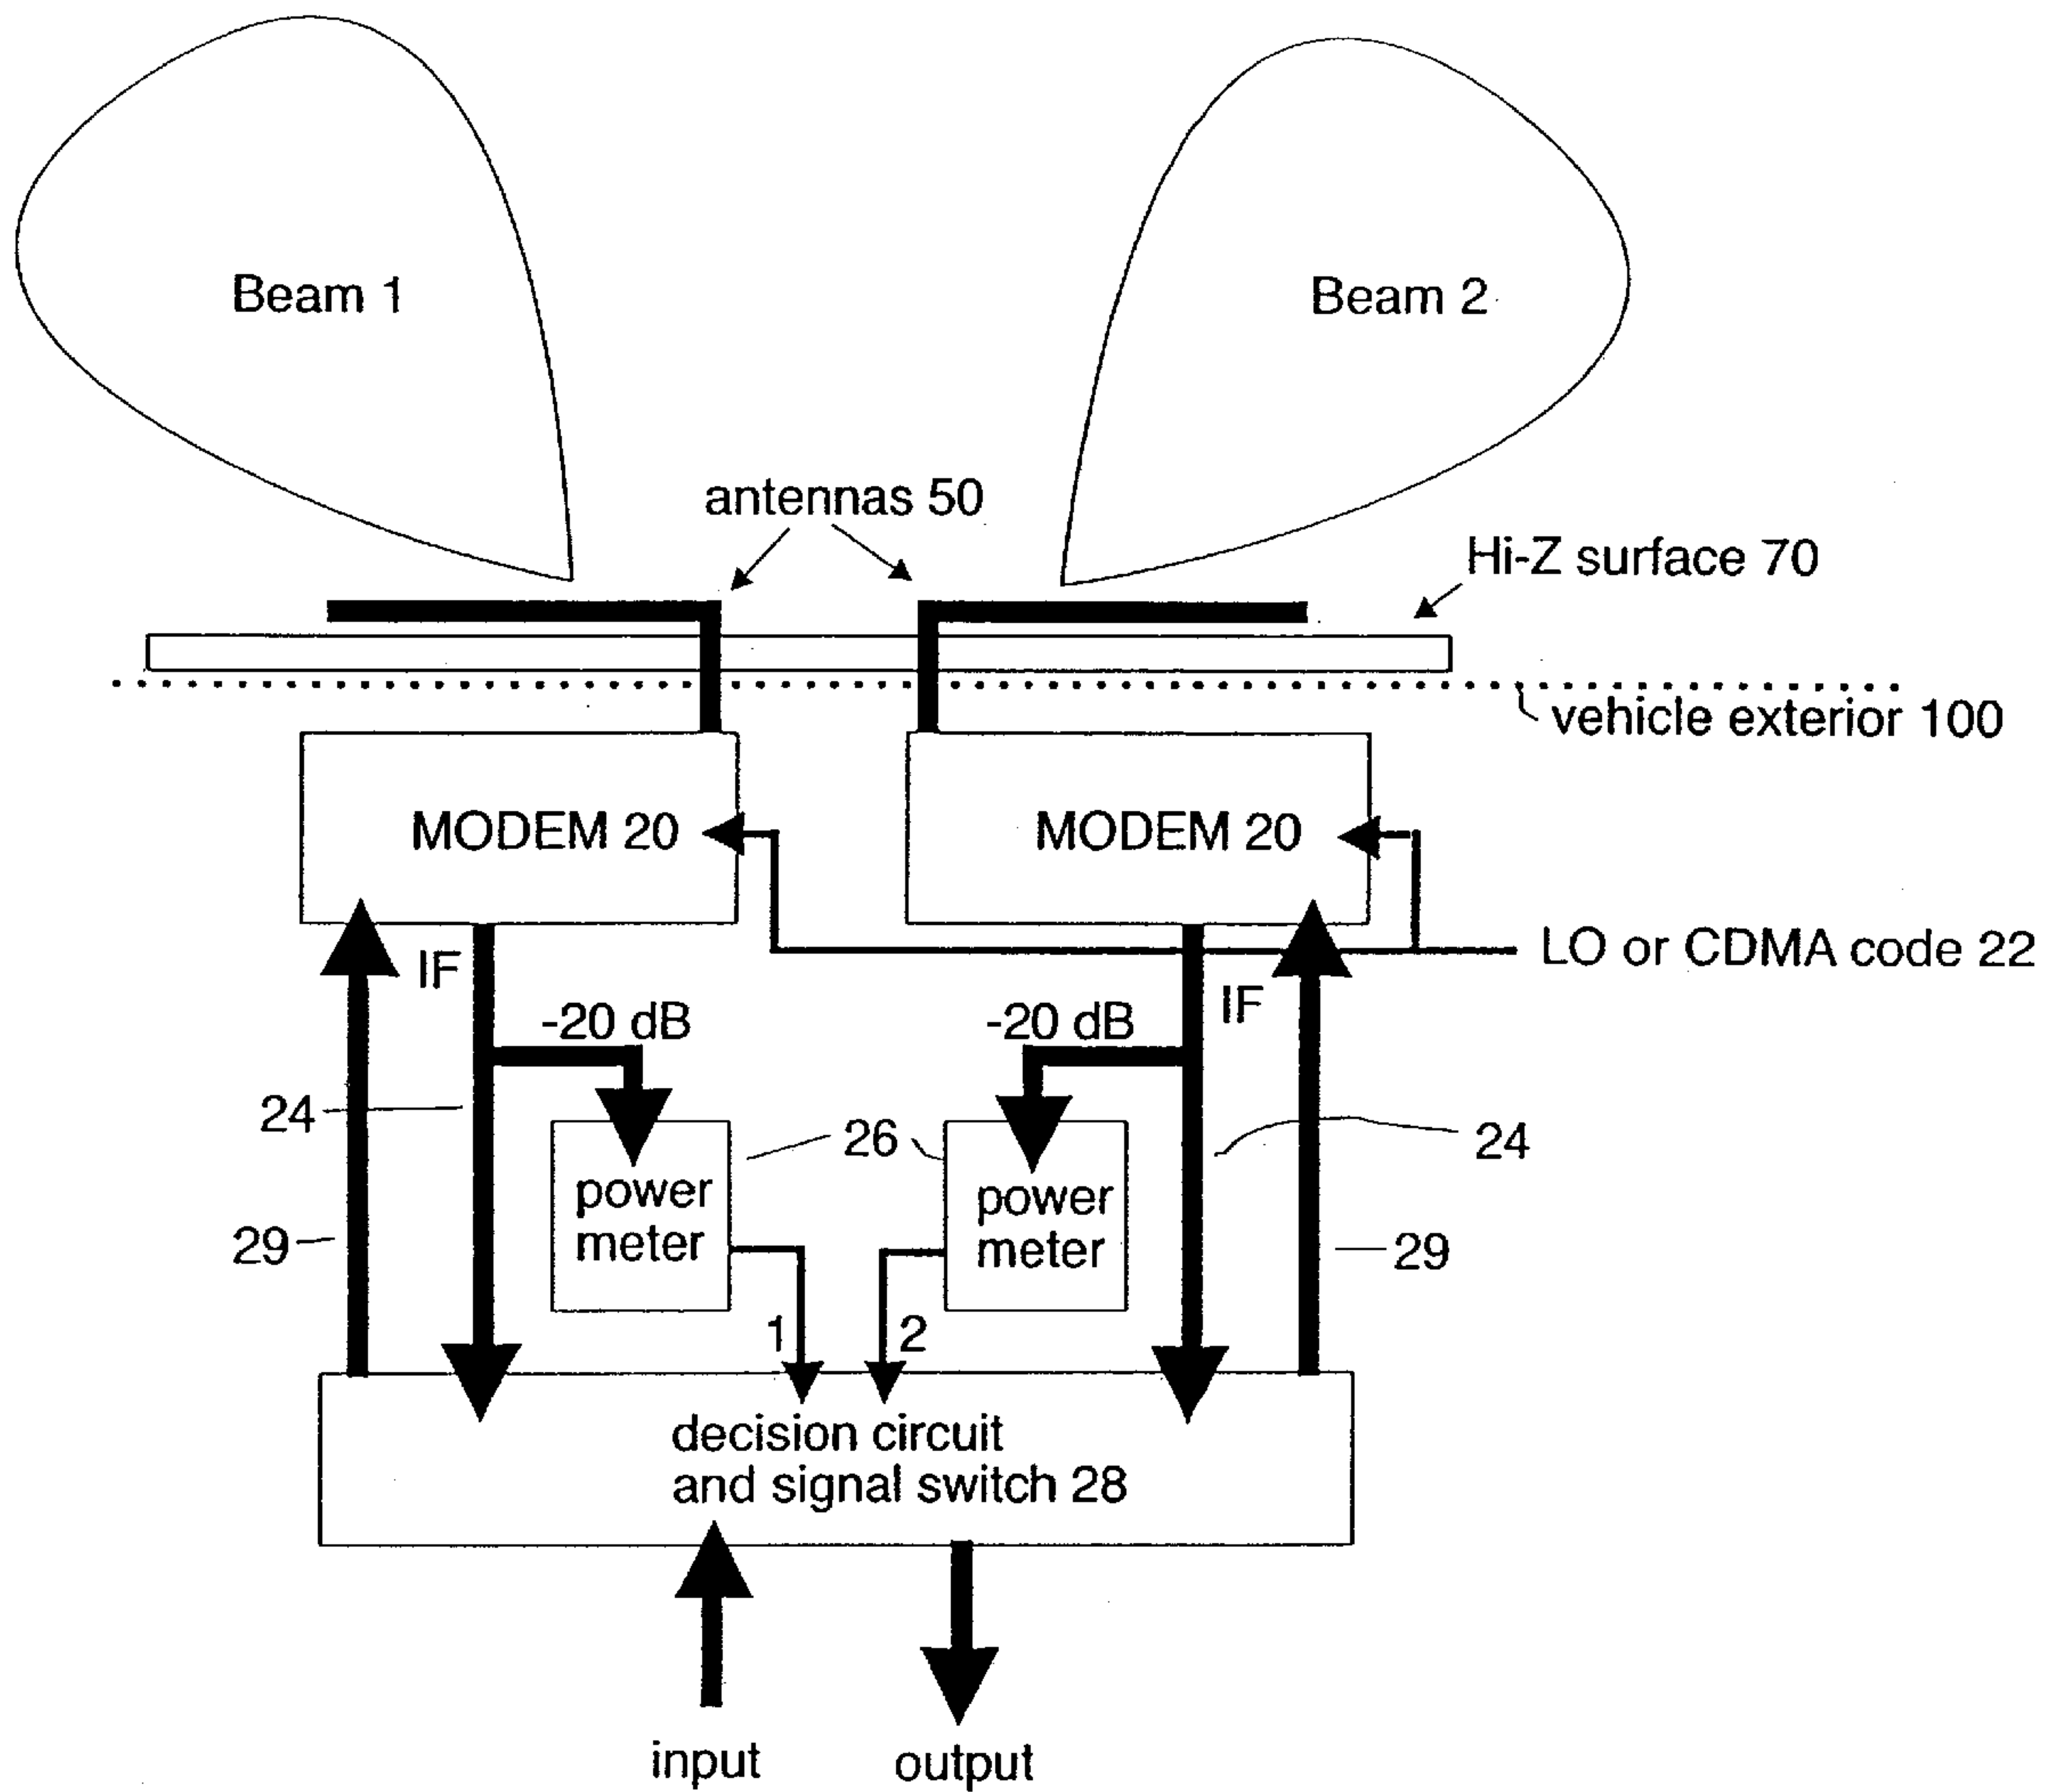 Beam 1
Beam 2
antennas 50
Hi-Z surface 70
vehicle exterior 100
MODEM 20
MODEM 20
LO or CDMA code 22
IF
IF
-20 dB
-20 dB
24
26
24
power
meter
power
meter
29
29
1
2
decision circuit
and signal switch 28
input
output